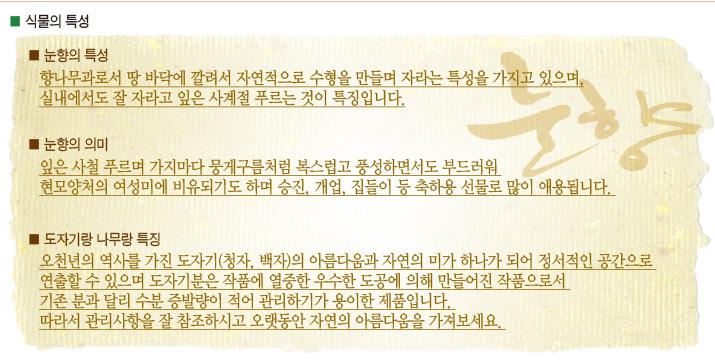 ■ 식물의 특성
■ 눈향의 특성
향나무과로서 땅 바닥에 깔려서 자연적으로 수형을 만들며 자라는 특성을 가지고 있으며,
실내에서도 잘 자라고 잎은 사계절 푸르는 것이 특징입니다.
눈향
■ 눈향의 의미
잎은 사철 푸르며 가지마다 뭉게구름처럼 복스럽고 풍성하면서도 부드러워
현모양처의 여성미에 비유되기도 하며 승진, 개업, 집들이 등 축하용 선물로 많이 애용됩니다.
■ 도자기랑 나무랑 특징
오천년의 역사를 가진 도자기(청자, 백자)의 아름다움과 자연의 미가 하나가 되어 정서적인 공간으로
연출할 수 있으며 도자기분은 작품에 열중한 우수한 도공에 의해 만들어진 작품으로서
기존 분과 달리 수분 증발량이 적어 관리하기가 용이한 제품입니다.
따라서 관리사항을 잘 참조하시고 오랫동안 자연의 아름다움을 가져보세요.